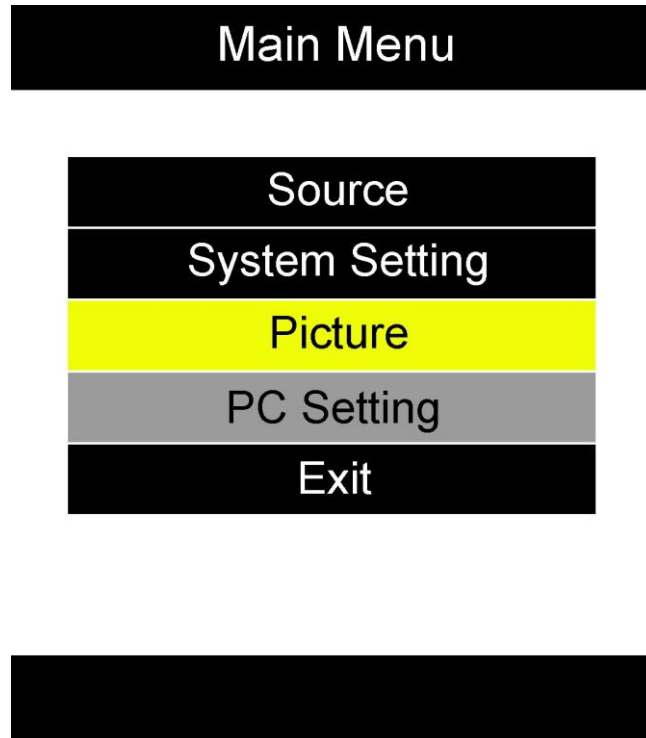 Main Menu
Source
System Setting
Picture
PC Setting
Exit